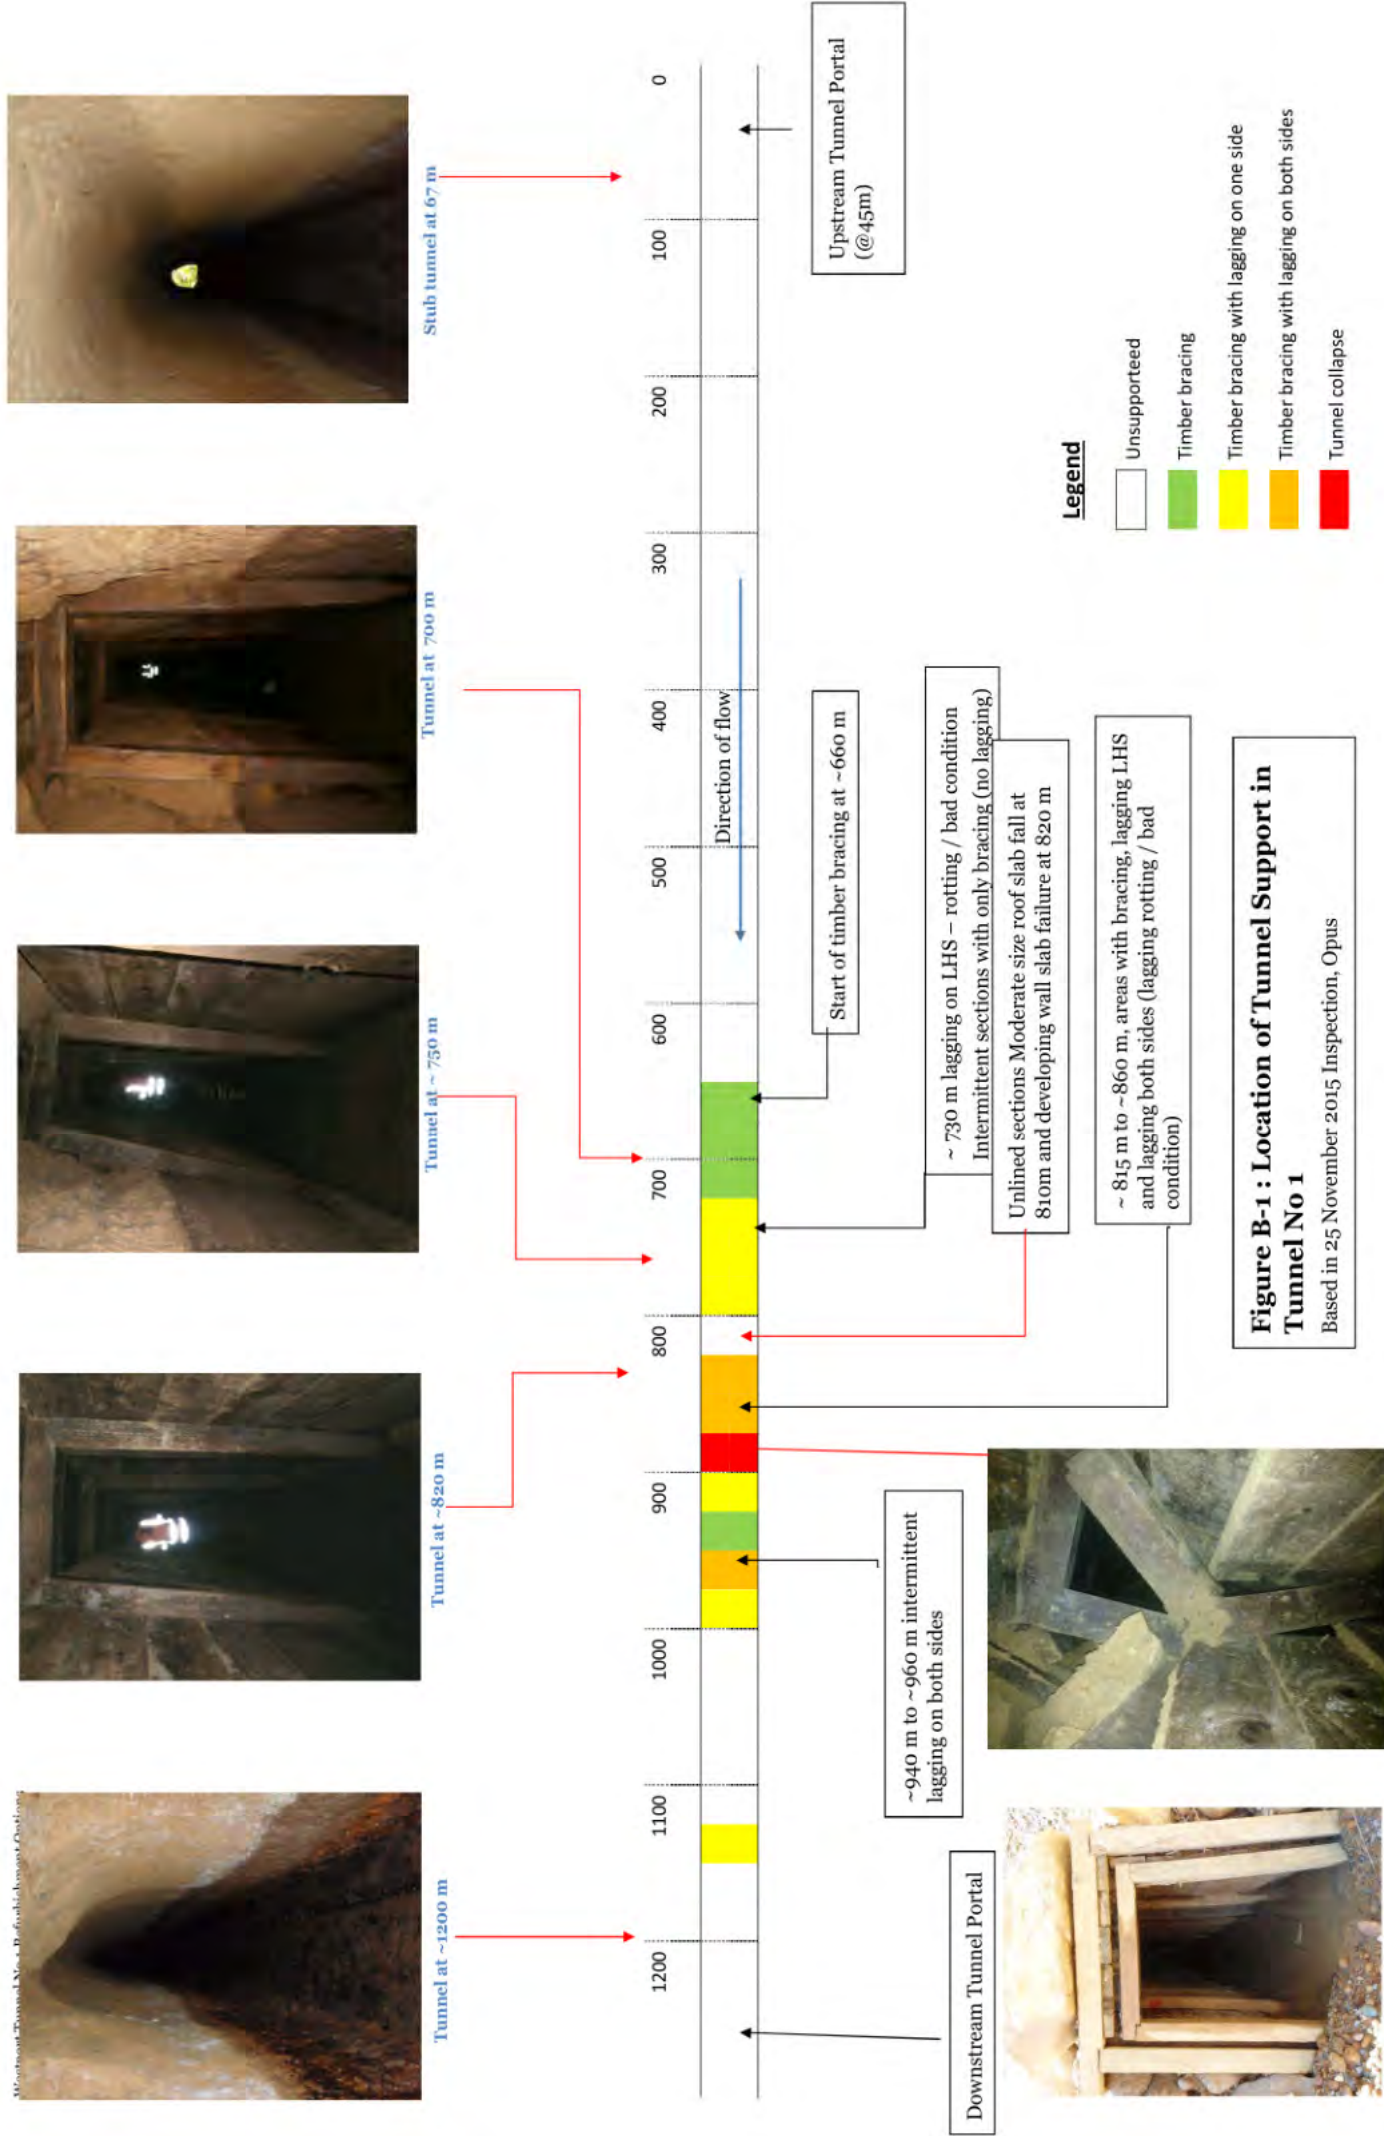 Stub tunnel at 67 m
Tunnel at 700 m
Tunnel at ~ 750 m
Tunnel at ~820 m
Tunnel at ~1200 m
0
100
200
300
400
500
600
700
800
900
1000
1100
1200
Direction of flow
Upstream Tunnel Portal
(@45m)
Start of timber bracing at ~660 m
~ 730 m lagging on LHS – rotting / bad condition
Intermittent sections with only bracing (no lagging)
Unlined sections Moderate size roof slab fall at
810m and developing wall slab failure at 820 m
~ 815 m to ~860 m, areas with bracing, lagging LHS
and lagging both sides (lagging rotting / bad
condition)
~940 m to ~960 m intermittent
lagging on both sides
Downstream Tunnel Portal
Legend
Unsupporteed
Timber bracing
Timber bracing with lagging on one side
Timber bracing with lagging on both sides
Tunnel collapse
Figure B-1 : Location of Tunnel Support in
Tunnel No 1
Based in 25 November 2015 Inspection, Opus